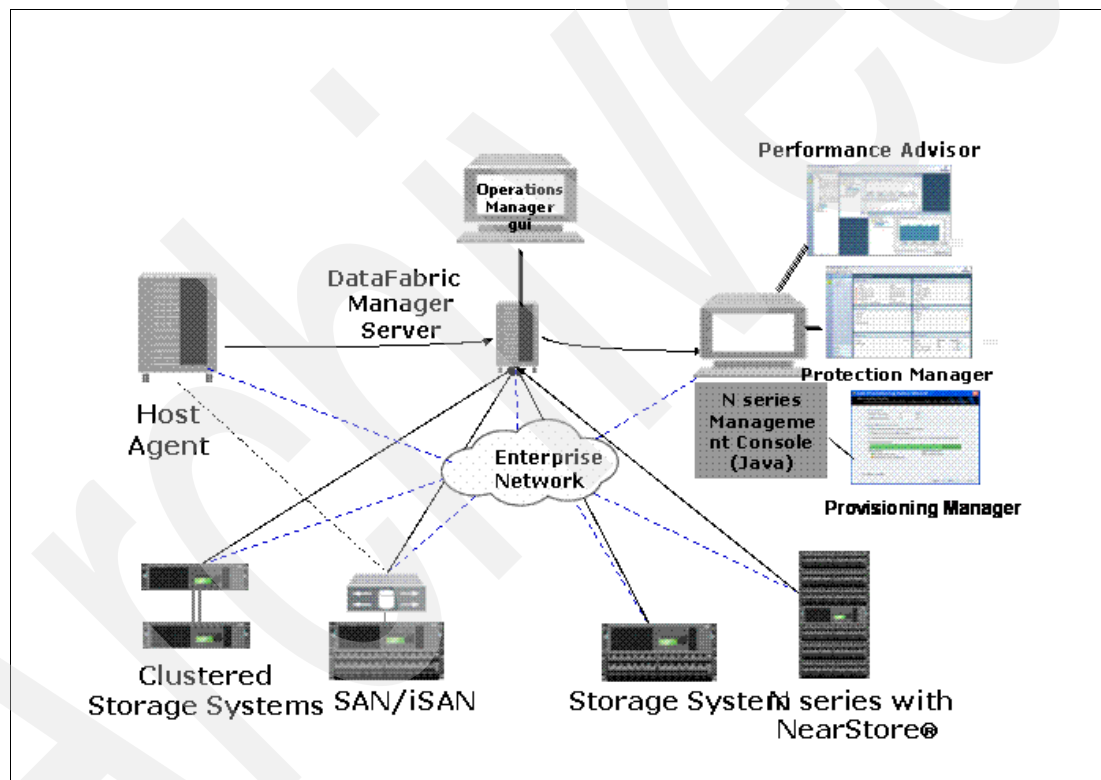 Performance Advisor
Operations
Manager
gui
DataFabric
Manager
Server
Host
Agent
Protection Manager
N series
Manageme
nt Console
(Java)
Enterprise
Network
Provisioning Manager
Clustered
Storage Systems
SAN/iSAN
Storage System
N series with
NearStore®